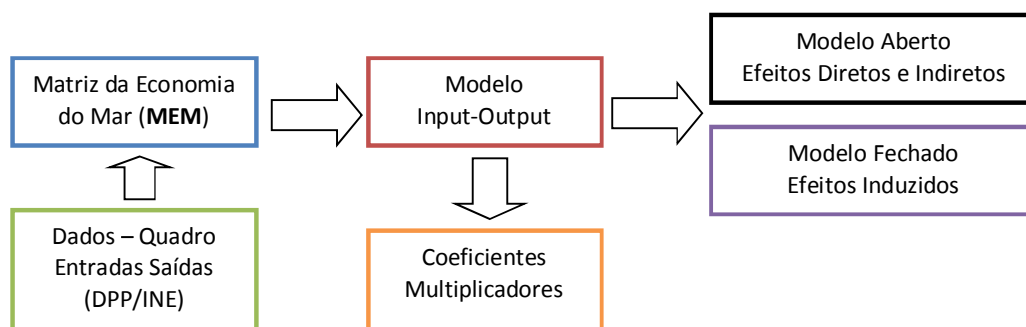 Matriz da Economia
do Mar (MEM)
Modelo
Input-Output
Modelo Aberto
Efeitos Diretos e Indiretos
Modelo Fechado
Efeitos Induzidos
Dados – Quadro
Entradas Saídas
(DPP/INE)
Coeficientes
Multiplicadores